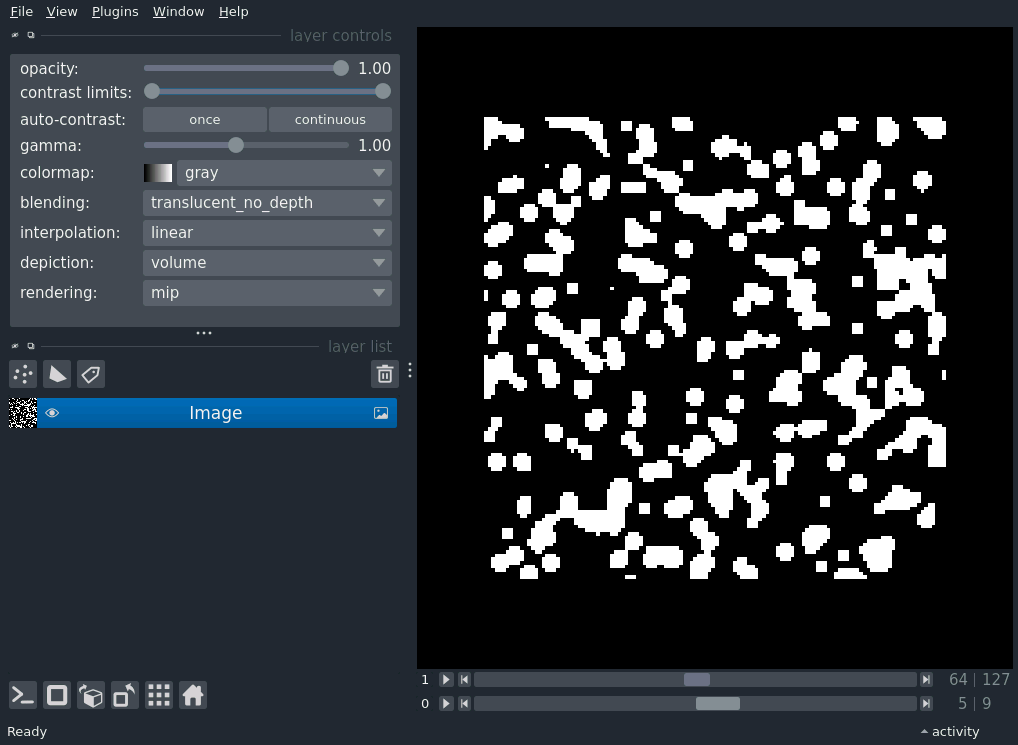 File View Plugins Window Help
layer controls
opacity: 1.00
contrast limits:
auto-contrast: once continuous
gamma: 1.00
colormap: gray
blending: translucent_no_depth
interpolation: linear
depiction: volume
rendering: mip
layer list
Image
1 64 | 127
0 5 | 9
Ready activity